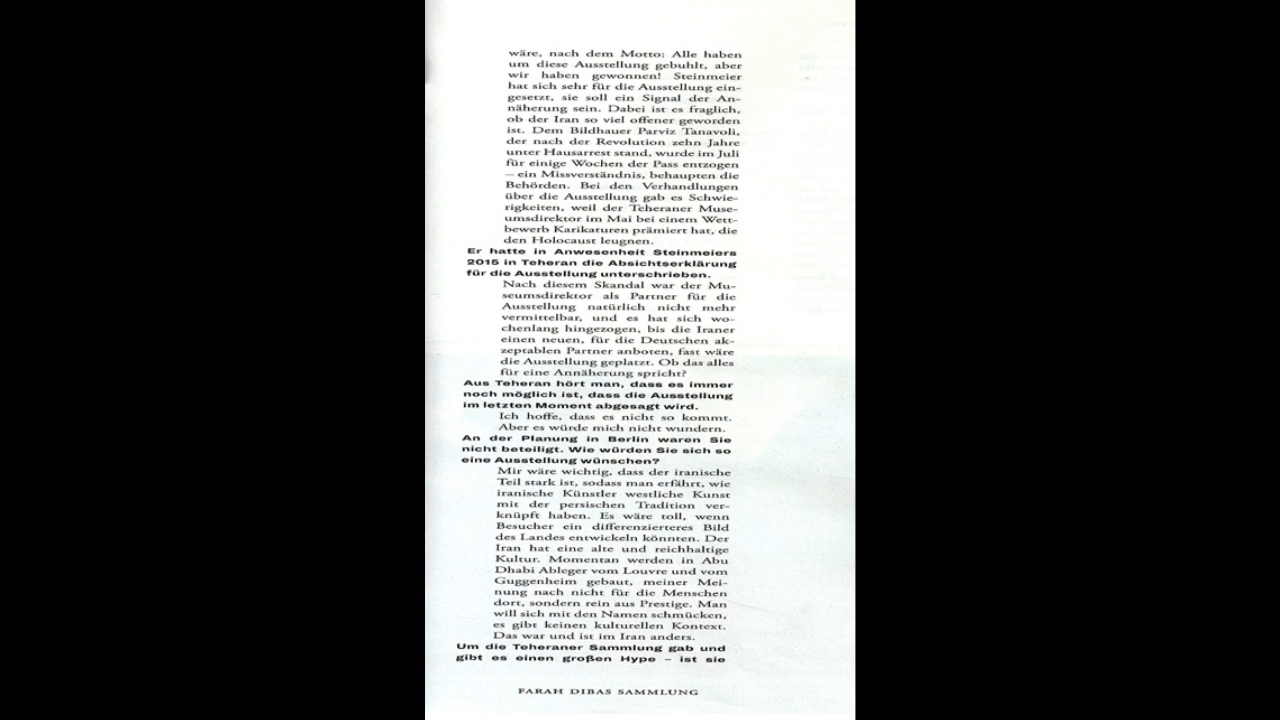 wäre, nach dem Motto: Alle haben
um diese Ausstellung gebuhlt, aber
wir haben gewonnen! Steinmeier
hat sich sehr für die Ausstellung ein-
gesetzt, sie soll ein Signal der An-
näherung sein. Dabei ist es fraglich,
ob der Iran so viel offener geworden
ist. Dem Bildhauer Parviz Tanavoli,
der nach der Revolution zehn Jahre
unter Hausarrest stand, wurde im Juli
für einige Wochen der Pass entzogen
– ein Missverständnis, behaupten die
Behörden. Bei den Verhandlungen
über die Ausstellung gab es Schwie-
rigkeiten, weil der Teheraner Muse-
umsdirektor im Mai bei einem Wett-
bewerb Karikaturen prämiert hat, die
den Holocaust leugnen.
Er hatte in Anwesenheit Steinmeiers
2015 in Teheran die Absichtserklärung
für die Ausstellung unterschrieben.
Nach diesem Skandal war der Mu-
seumsdirektor als Partner für die
Ausstellung natürlich nicht mehr
vermittelbar, und es hat sich wo-
chenlang hingezogen, bis die Iraner
einen neuen, für die Deutschen ak-
zeptablen Partner anboten, fast wäre
die Ausstellung geplatzt. Ob das alles
für eine Annäherung spricht?
Aus Teheran hört man, dass es immer
noch möglich ist, dass die Ausstellung
im letzten Moment abgesagt wird.
Ich hoffe, dass es nicht so kommt.
Aber es würde mich nicht wundern.
An der Planung in Berlin waren Sie
nicht beteiligt. Wie würden Sie sich so
eine Ausstellung wünschen?
Mir wäre wichtig, dass der iranische
Teil stark ist, sodass man erfährt, wie
iranische Künstler westliche Kunst
mit der persischen Tradition ver-
knüpft haben. Es wäre toll, wenn
Besucher ein differenzierteres Bild
des Landes entwickeln könnten. Der
Iran hat eine alte und reichhaltige
Kultur. Momentan werden in Abu
Dhabi Ableger vom Louvre und vom
Guggenheim gebaut, meiner Mei-
nung nach nicht für die Menschen
dort, sondern rein aus Prestige. Man
will sich mit den Namen schmücken,
es gibt keinen kulturellen Kontext.
Das war und ist im Iran anders.
Um die Teheraner Sammlung gab und
gibt es einen großen Hype – ist sie
FARAH DIBAS SAMMLUNG